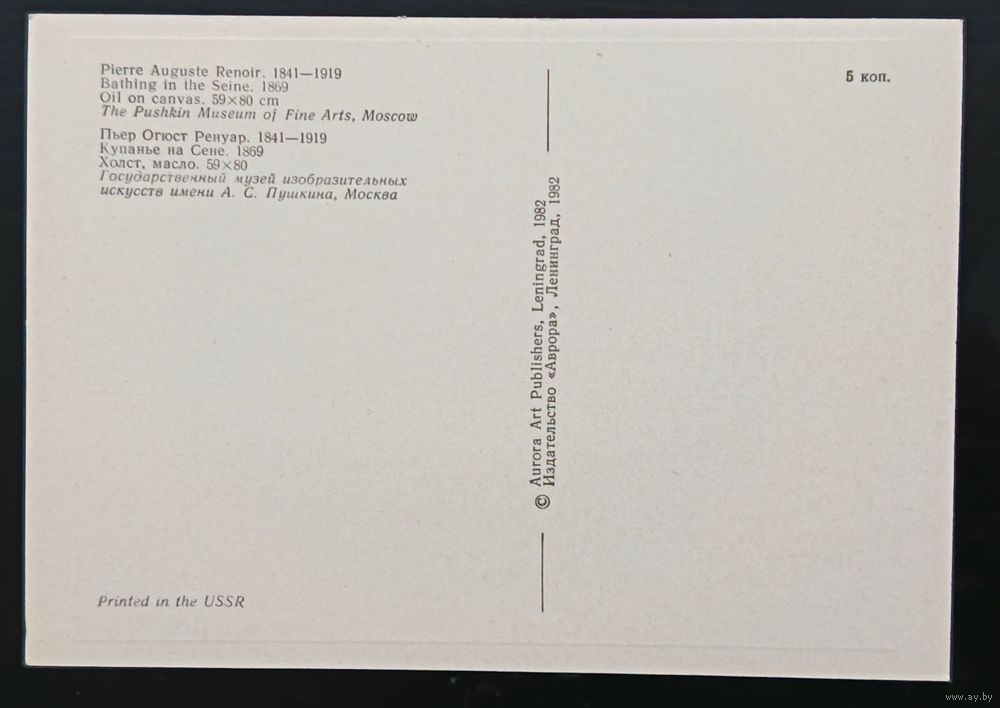 Pierre Auguste Renoir. 1841—1919
Bathing in the Seine. 1869
Oil on canvas. 59×80 cm
The Pushkin Museum of Fine Arts, Moscow
Пьер Огюст Ренуар. 1841—1919
Купанье на Сене. 1869
Холст, масло. 59×80
Государственный музей изобразительных
искусств имени А. С. Пушкина, Москва
Printed in the USSR
© Aurora Art Publishers, Leningrad, 1982
Издательство «Аврора», Ленинград, 1982
5 коп.
www.ay.by